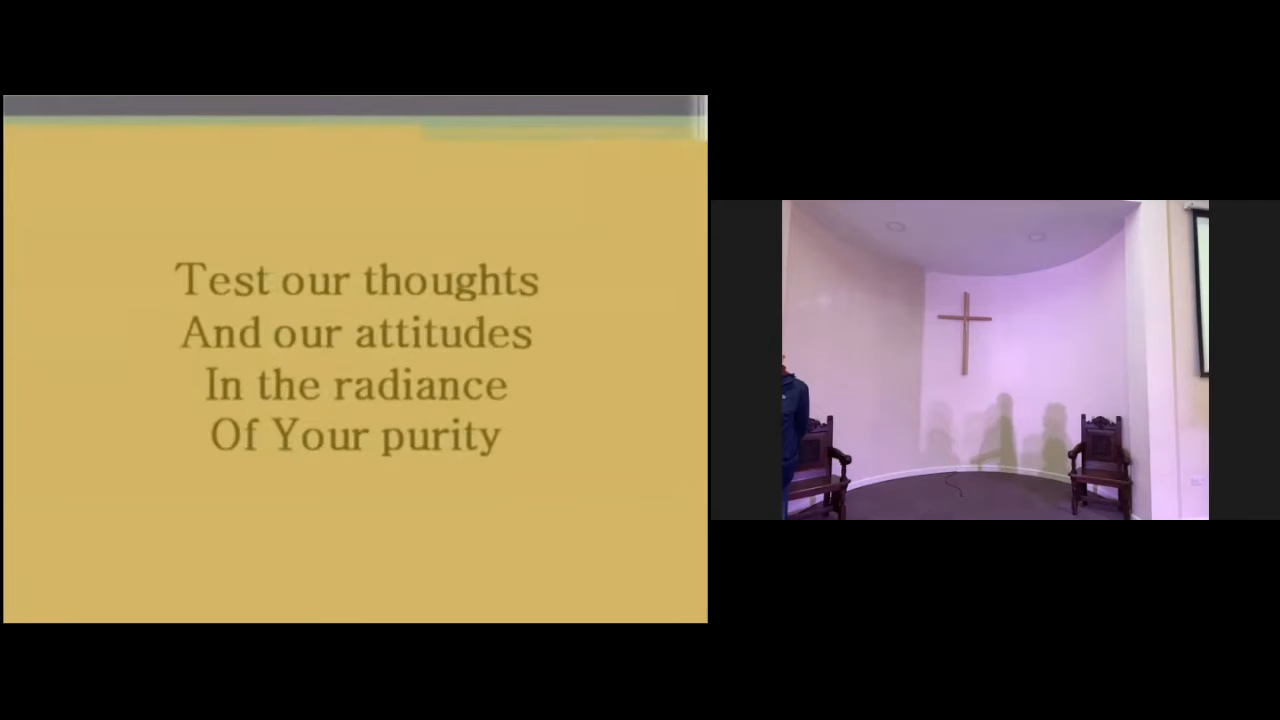 Test our thoughts
And our attitudes
In the radiance
Of Your purity